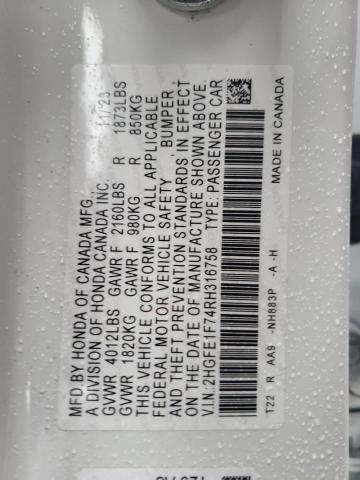 MFD BY HONDA OF CANADA MFG.,
A DIVISION OF HONDA CANADA INC. 11/23
GVWR 4012LBS GAWR F 2160LBS R 1873LBS
GVWR 1820KG GAWR F 980KG R 850KG
THIS VEHICLE CONFORMS TO ALL APPLICABLE
FEDERAL MOTOR VEHICLE SAFETY , BUMPER ,
AND THEFT PREVENTION STANDARDS IN EFFECT
ON THE DATE OF MANUFACTURE SHOWN ABOVE.
V.I.N.:2HGFE1F74RH316758 TYPE: PASSENGER CAR
T22 R AA9 -NH883P -A -H MADE IN CANADA